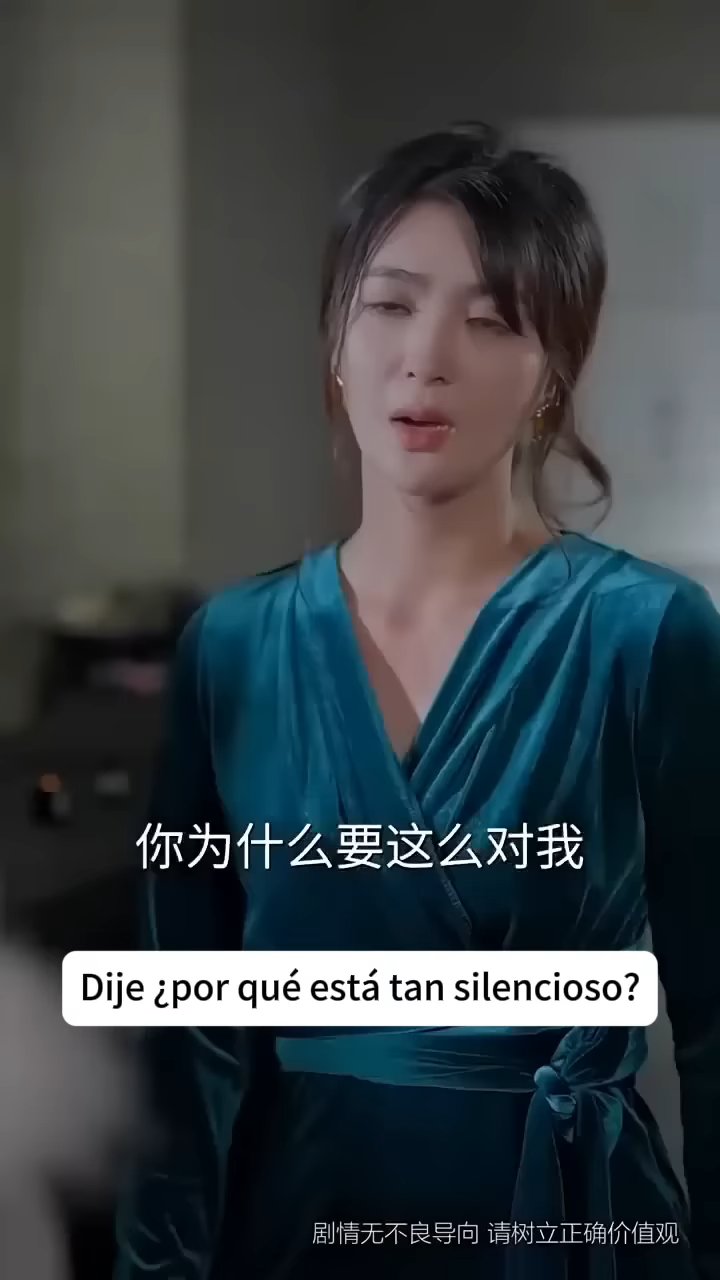 你为什么要这么对我
Dije ¿por qué está tan silencioso?
剧情无不良导向 请树立正确价值观